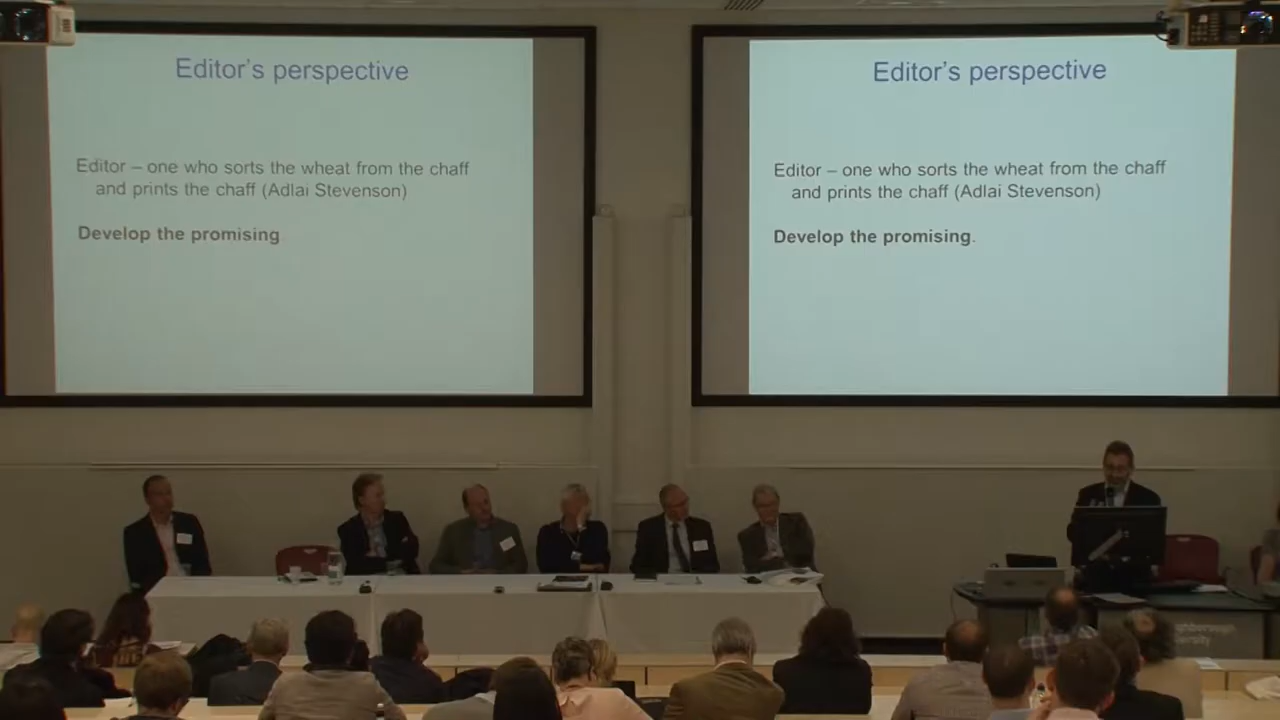 Editor's perspective
Editor – one who sorts the wheat from the chaff
and prints the chaff (Adlai Stevenson)
Develop the promising.
Editor's perspective
Editor – one who sorts the wheat from the chaff
and prints the chaff (Adlai Stevenson)
Develop the promising.